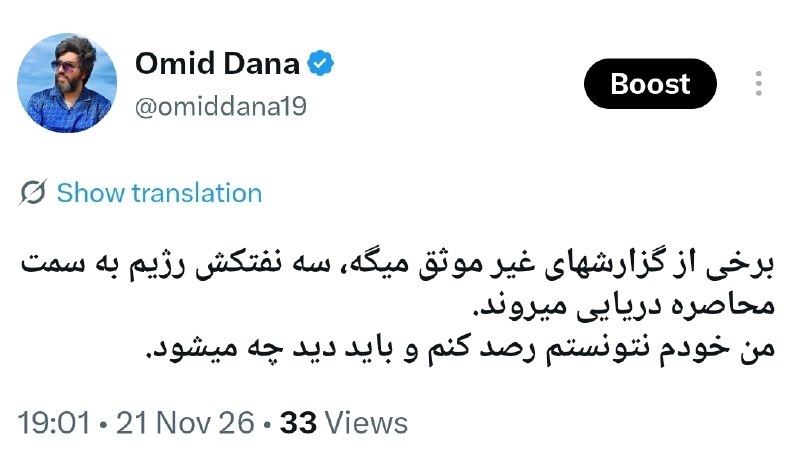 Omid Dana
@omiddana19
Boost
Show translation
برخی از گزارشهای غیر موثق میگه، سه نفتکش رژیم به سمت
محاصره دریایی میروند.
من خودم نتونستم رصد کنم و باید دید چه میشود.
19:01 • 21 Nov 26 • 33 Views